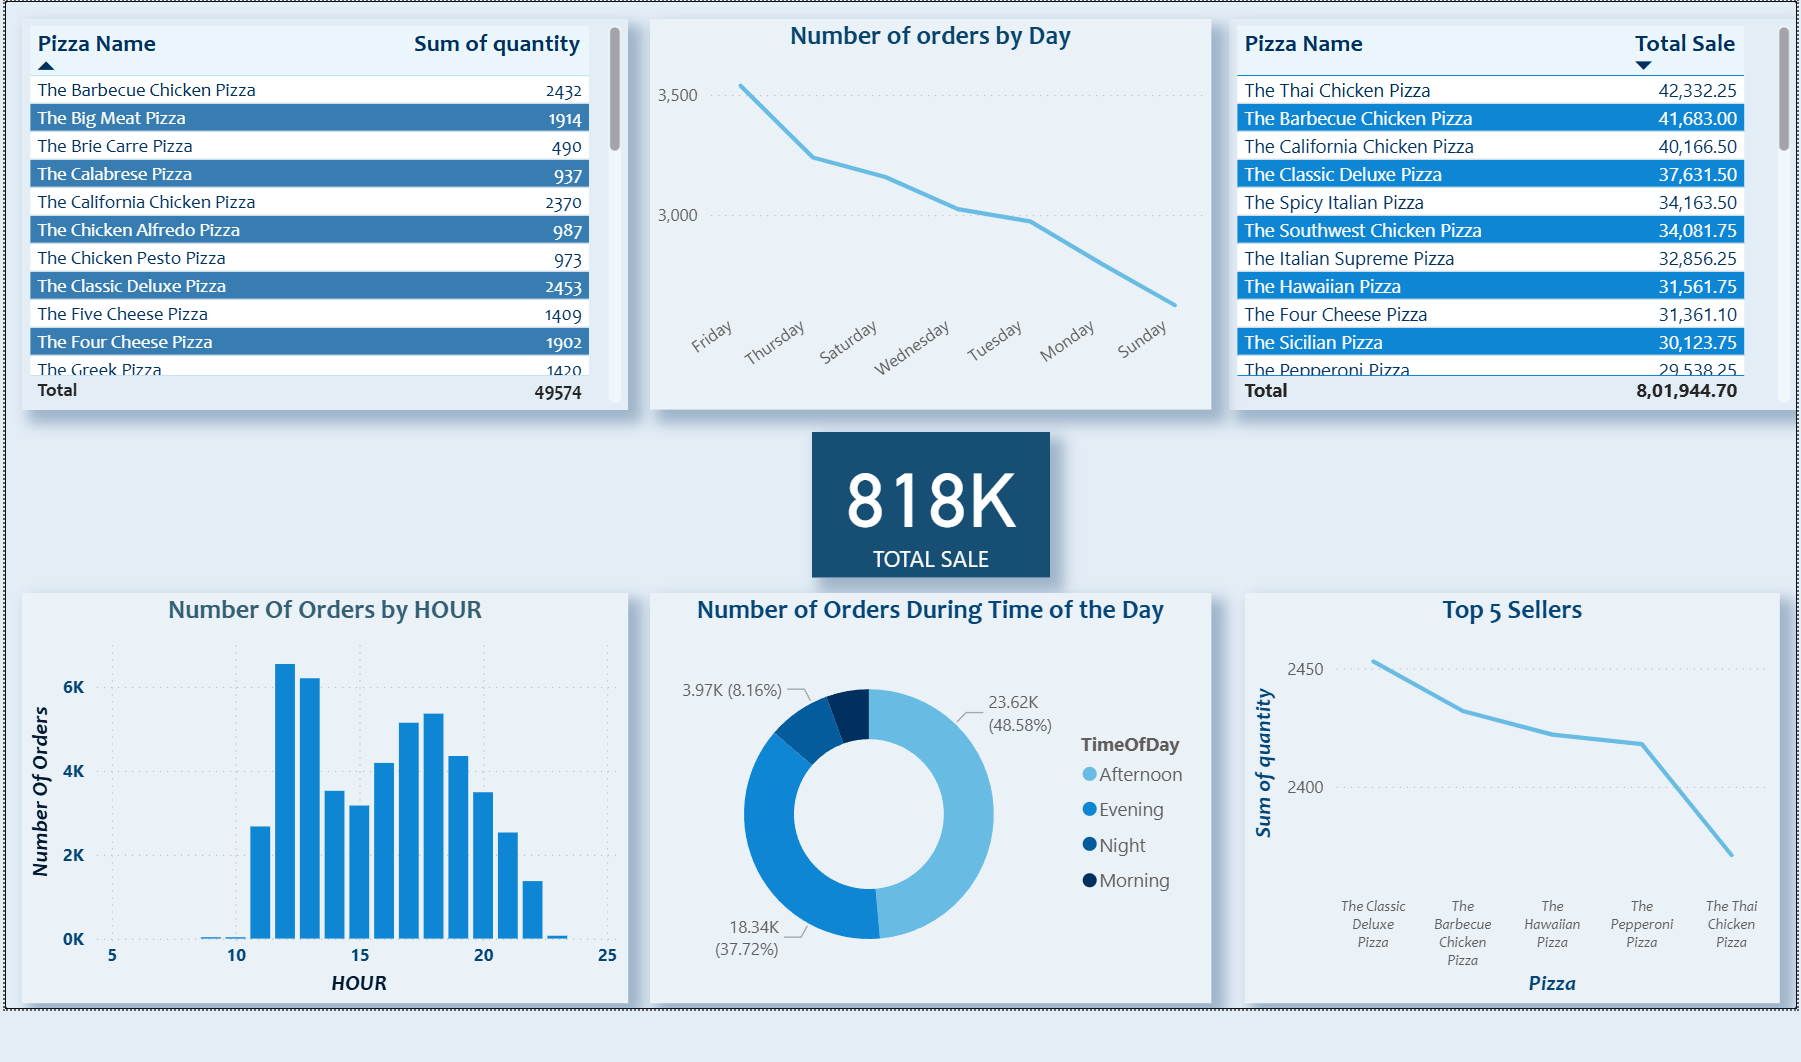 Pizza Name Sum of quantity
The Barbecue Chicken Pizza 2432
The Big Meat Pizza 1914
The Brie Carre Pizza 490
The Calabrese Pizza 937
The California Chicken Pizza 2370
The Chicken Alfredo Pizza 987
The Chicken Pesto Pizza 973
The Classic Deluxe Pizza 2453
The Five Cheese Pizza 1409
The Four Cheese Pizza 1902
The Greek Pizza 1420
Total 49574
Number of orders by Day
3,500
3,000
Friday
Thursday
Saturday
Wednesday
Tuesday
Monday
Sunday
Pizza Name Total Sale
The Thai Chicken Pizza 42,332.25
The Barbecue Chicken Pizza 41,683.00
The California Chicken Pizza 40,166.50
The Classic Deluxe Pizza 37,631.50
The Spicy Italian Pizza 34,163.50
The Southwest Chicken Pizza 34,081.75
The Italian Supreme Pizza 32,856.25
The Hawaiian Pizza 31,561.75
The Four Cheese Pizza 31,361.10
The Sicilian Pizza 30,123.75
The Pepperoni Pizza 29,538.25
Total 8,01,944.70
818K
TOTAL SALE
Number Of Orders by HOUR
Number Of Orders
6K
4K
2K
0K
5 10 15 20 25
HOUR
Number of Orders During Time of the Day
3.97K (8.16%)
23.62K
(48.58%)
18.34K
(37.72%)
TimeOfDay
Afternoon
Evening
Night
Morning
Top 5 Sellers
Sum of quantity
2450
2400
The Classic
Deluxe
Pizza
The
Barbecue
Chicken
Pizza
The
Hawaiian
Pizza
The
Pepperoni
Pizza
The Thai
Chicken
Pizza
Pizza